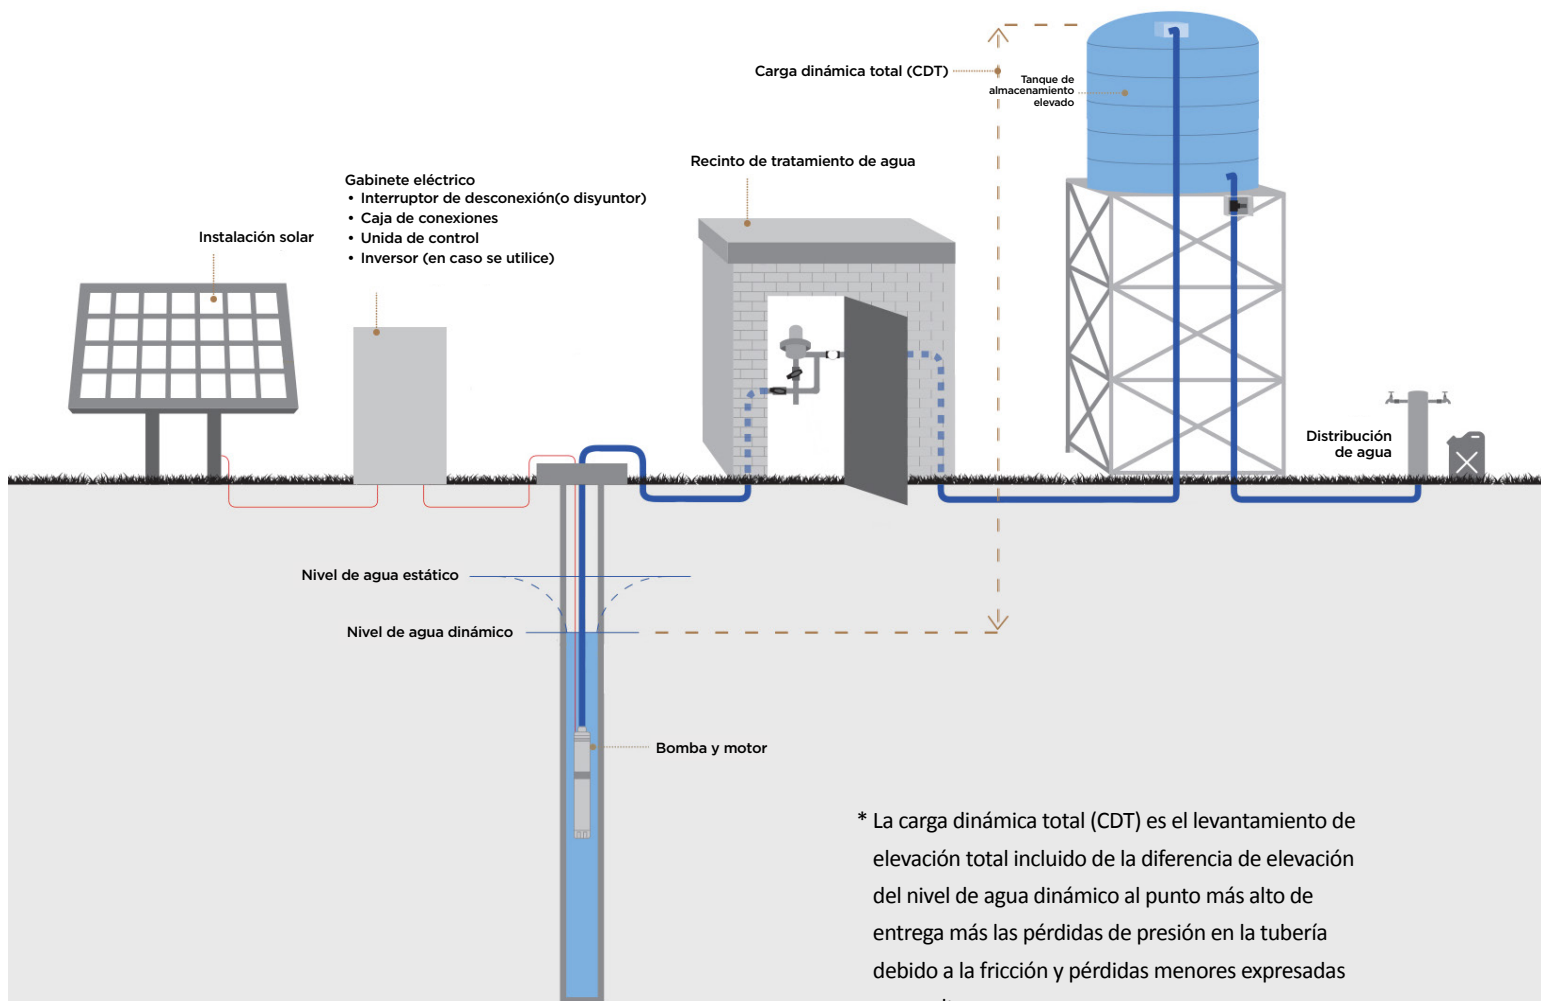 Carga dinámica total (CDT)
Tanque de
almacenamiento
elevado
Recinto de tratamiento de agua
Gabinete eléctrico
• Interruptor de desconexión(o disyuntor)
• Caja de conexiones
• Unida de control
• Inversor (en caso se utilice)
Instalación solar
Distribución
de agua
Nivel de agua estático
Nivel de agua dinámico
Bomba y motor
* La carga dinámica total (CDT) es el levantamiento de
elevación total incluido de la diferencia de elevación
del nivel de agua dinámico al punto más alto de
entrega más las pérdidas de presión en la tubería
debido a la fricción y pérdidas menores expresadas